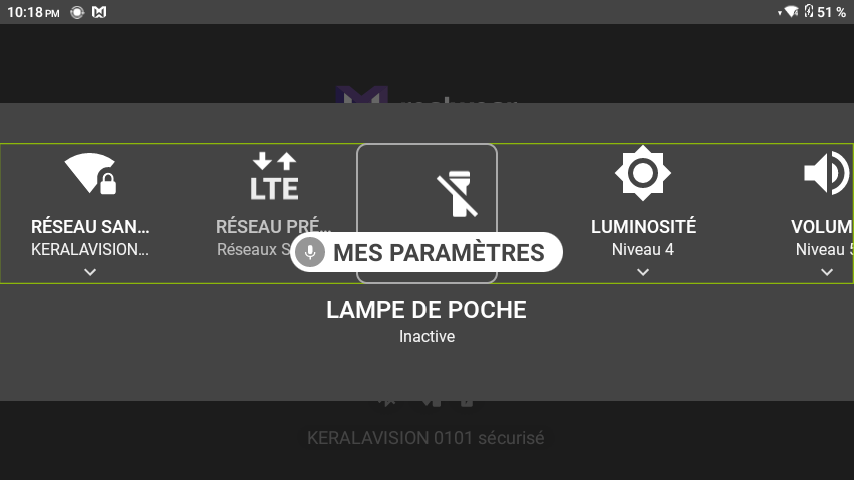 10:18 PM
51 %
RÉSEAU SAN...
KERALAVISION...
LTE
RÉSEAU PRÉ...
Réseaux S
LUMINOSITÉ
Niveau 4
VOLUM
Niveau 5
MES PARAMÈTRES
LAMPE DE POCHE
Inactive
KERALAVISION 0101 sécurisé